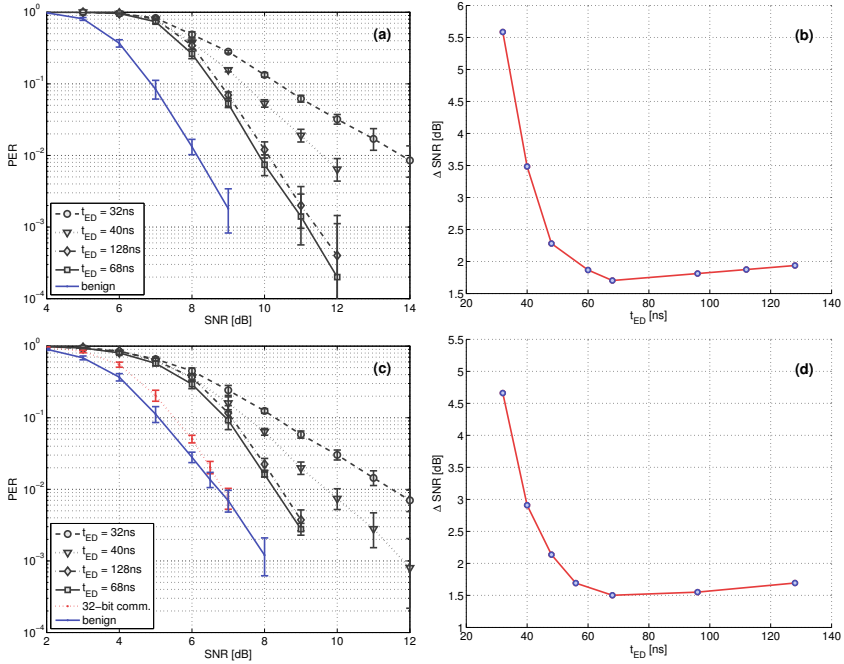 (a)
10^0
10^-1
10^-2
10^-3
10^-4
PER
t_ED = 32ns
t_ED = 40ns
t_ED = 128ns
t_ED = 68ns
benign
4 6 8 10 12 14
SNR [dB]
(b)
6
5.5
5
4.5
4
3.5
3
2.5
2
1.5
Δ SNR [dB]
20 40 60 80 100 120 140
t_ED [ns]
(c)
10^0
10^-1
10^-2
10^-3
10^-4
PER
t_ED = 32ns
t_ED = 40ns
t_ED = 128ns
t_ED = 68ns
32-bit comm.
benign
2 4 6 8 10 12
SNR [dB]
(d)
5.5
5
4.5
4
3.5
3
2.5
2
1.5
1
Δ SNR [dB]
20 40 60 80 100 120 140
t_ED [ns]